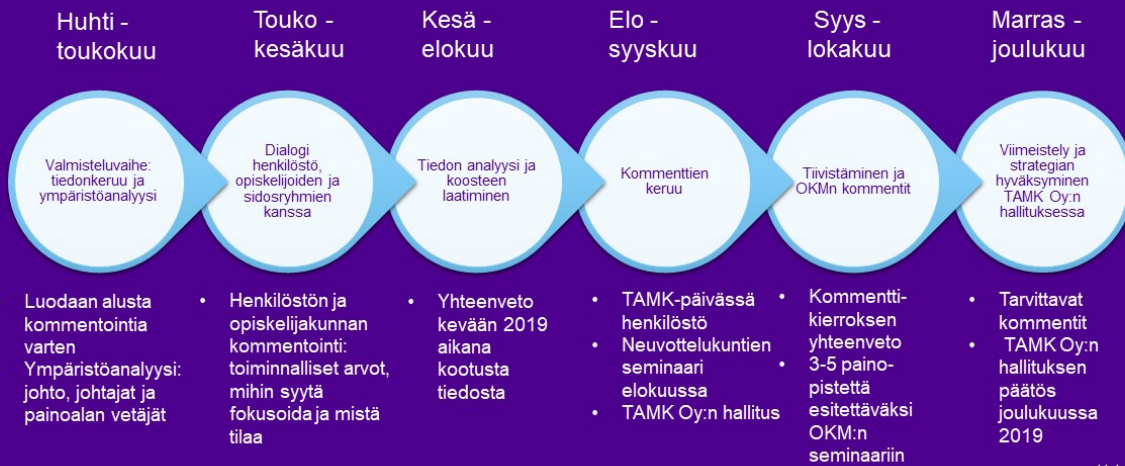 Huhti -
toukokuu
Touko -
kesäkuu
Kesä -
elokuu
Elo -
syyskuu
Syys -
lokakuu
Marras -
joulukuu
Valmisteluvaihe:
tiedonkeruu ja
ympäristöanalyysi
Dialogi
henkilöstö,
opiskelijoiden ja
sidosryhmien
kanssa
Tiedon analyysi ja
koosteen
laatiminen
Kommenttien
keruu
Tiivistäminen ja
OKMn kommentit
Viimeistely ja
strategian
hyväksyminen
TAMK Oy:n
hallituksessa
Luodaan alusta
kommentointia
varten
Ympäristöanalyysi:
johto, johtajat ja
painoalan vetäjät
• Henkilöstön ja
opiskelijakunnan
kommentointi:
toiminnalliset arvot,
mihin syytä
fokusoida ja mistä
tilaa
• Yhteenveto
kevään 2019
aikana
kootusta
tiedosta
• TAMK-päivässä
henkilöstö
• Neuvottelukuntien
seminaari
elokuussa
• TAMK Oy:n hallitus
• Kommentti-
kierroksen
yhteenveto
• 3-5 paino-
pistettä
esitettäväksi
OKM:n
seminaariin
• Tarvittavat
kommentit
• TAMK Oy:n
hallituksen
päätös
joulukuussa
2019